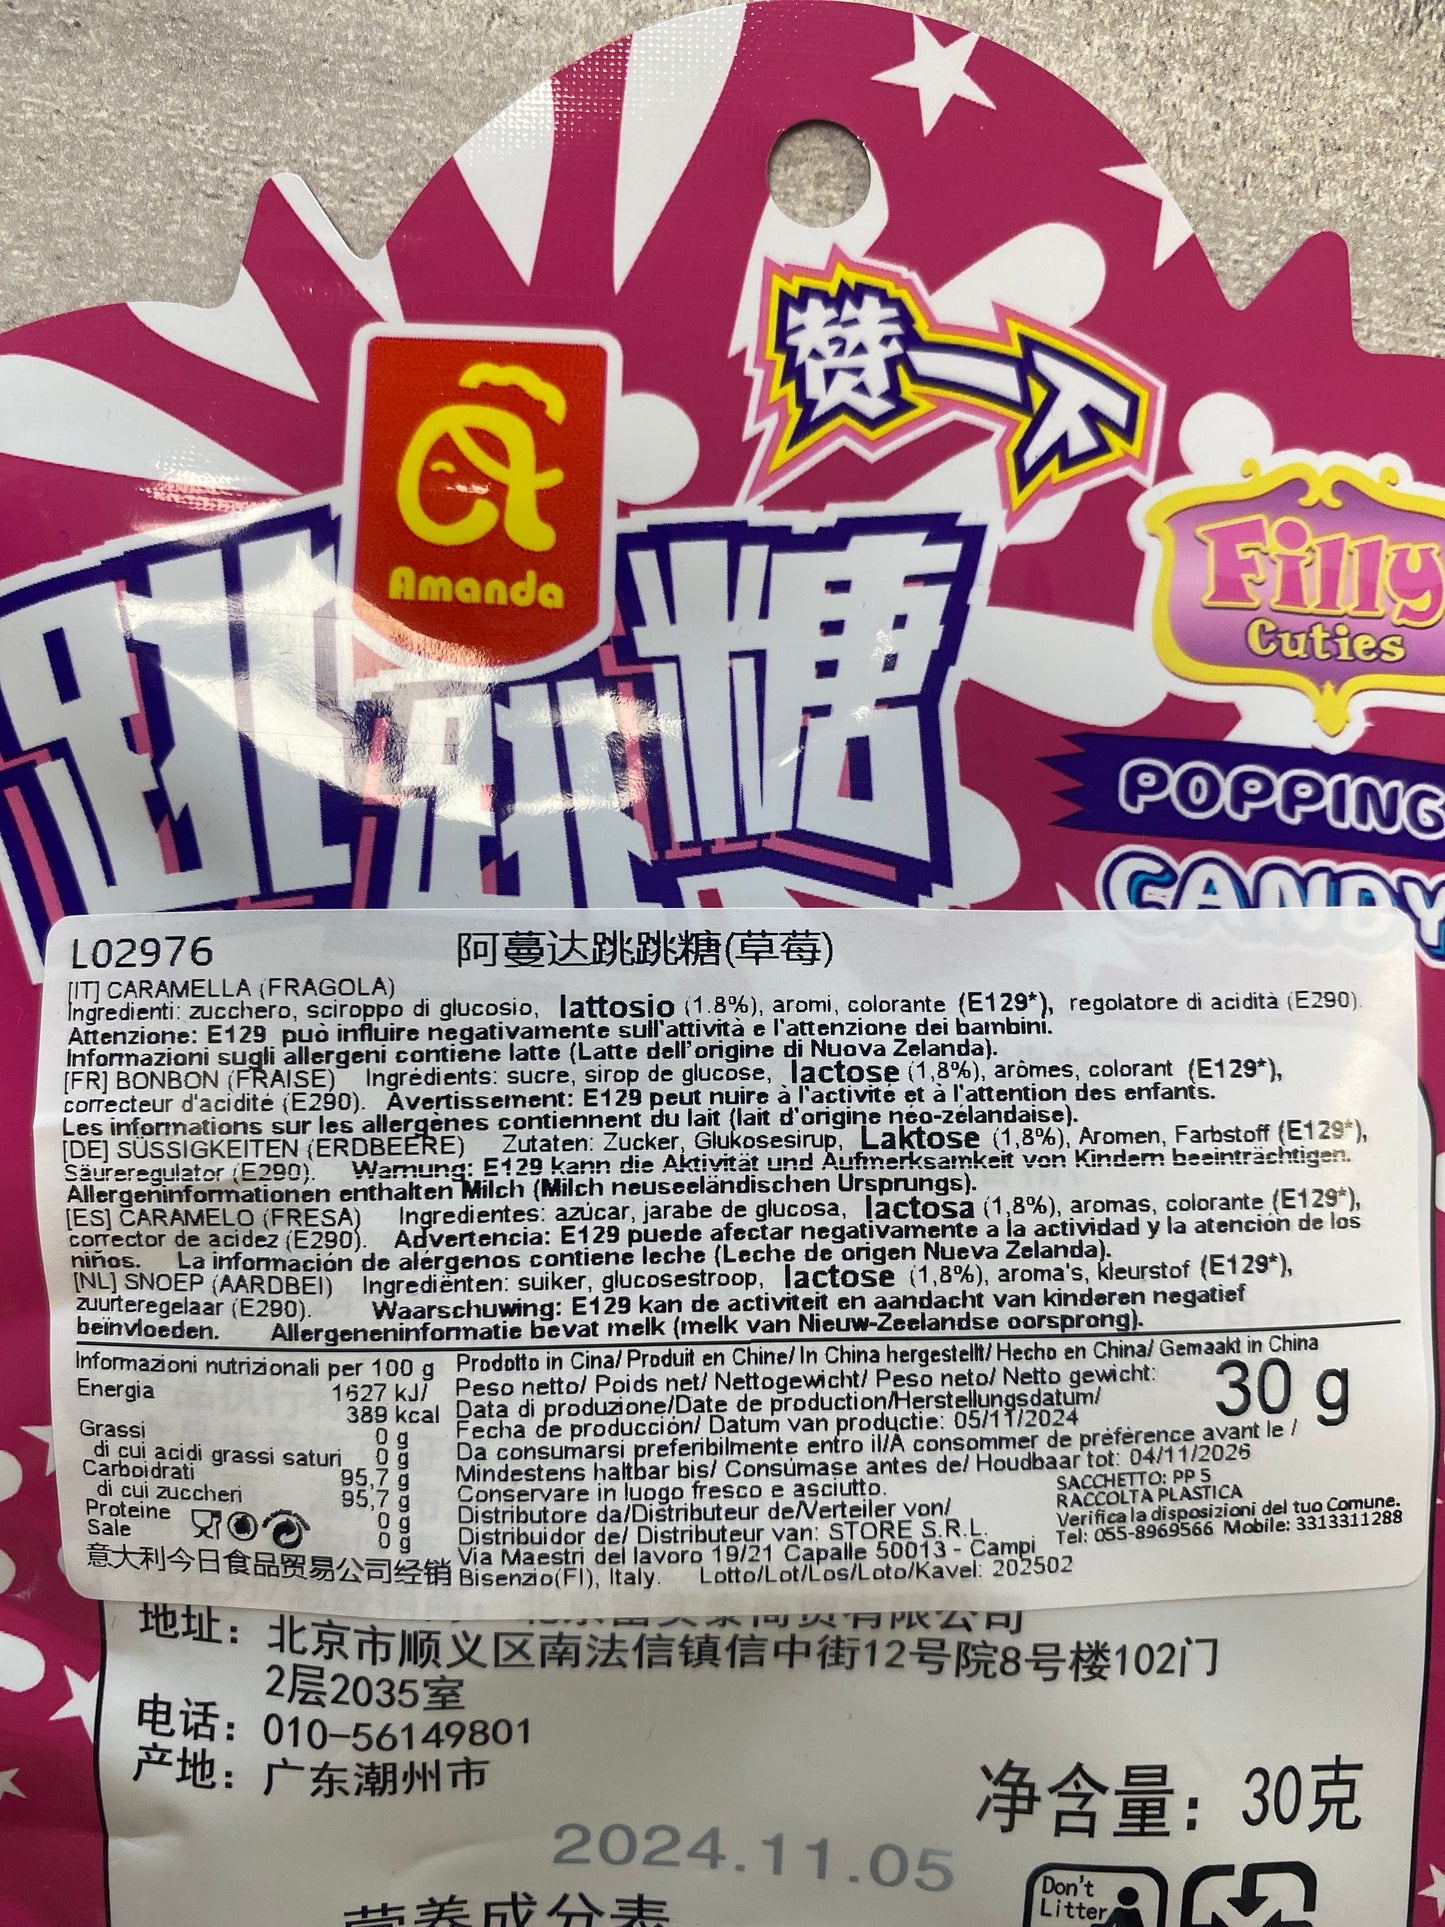 赞一下
Amanda
跳跳糖
Filly
Cuties
POPPING
CANDY
L02976 阿蔓达跳跳糖(草莓)
[IT] CARAMELLA (FRAGOLA)
Ingredienti: zucchero, sciroppo di glucosio, lattosio (1.8%), aromi, colorante (E129*), regolatore di acidità (E290).
Attenzione: E129 può influire negativamente sull'attività e l'attenzione dei bambini.
Informazioni sugli allergeni contiene latte (Latte dell'origine di Nuova Zelanda).
[FR] BONBON (FRAISE) Ingrédients: sucre, sirop de glucose, lactose (1,8%), arômes, colorant (E129*),
correcteur d'acidité (E290). Avertissement: E129 peut nuire à l'activité et à l'attention des enfants.
Les informations sur les allergènes contiennent du lait (lait d'origine néo-zélandaise).
[DE] SÜSSIGKEITEN (ERDBEERE) Zutaten: Zucker, Glukosesirup, Laktose (1,8%), Aromen, Farbstoff (E129*),
Säureregulator (E290). Warnung: E129 kann die Aktivität und Aufmerksamkeit von Kindern beeinträchtigen.
Allergeninformationen enthalten Milch (Milch neuseeländischen Ursprungs).
[ES] CARAMELO (FRESA) Ingredientes: azúcar, jarabe de glucosa, lactosa (1,8%), aromas, colorante (E129*),
corrector de acidez (E290). Advertencia: E129 puede afectar negativamente a la actividad y la atención de los
niños. La información de alérgenos contiene leche (Leche de origen Nueva Zelanda).
[NL] SNOEP (AARDBEI) Ingrediënten: suiker, glucosestroop, lactose (1,8%), aroma's, kleurstof (E129*),
zuurteregelaar (E290). Waarschuwing: E129 kan de activiteit en aandacht van kinderen negatief
beïnvloeden. Allergeneninformatie bevat melk (melk van Nieuw-Zeelandse oorsprong).
Informazioni nutrizionali per 100 g
Energia 1627 kJ/
389 kcal
Grassi 0 g
di cui acidi grassi saturi 0 g
Carboidrati 95,7 g
di cui zuccheri 95,7 g
Proteine 0 g
Sale 0 g
意大利今日食品贸易公司经销
Prodotto in Cina/ Produit en Chine/ In China hergestellt/ Hecho en China/ Gemaakt in China
Peso netto/ Poids net/ Nettogewicht/ Peso neto/ Netto gewicht: 30 g
Data di produzione/Date de production/Herstellungsdatum/
Fecha de producción/ Datum van productie: 05/11/2024
Da consumarsi preferibilmente entro il/A consommer de préférence avant le /
Mindestens haltbar bis/ Consúmase antes de/ Houdbaar tot: 04/11/2026
Conservare in luogo fresco e asciutto.
Distributore da/Distributeur de/Verteiler von/
Distribuidor de/ Distributeur van: STORE S.R.L.
Via Maestri del lavoro 19/21 Capalle 50013 - Campi
Bisenzio(FI), Italy. Lotto/Lot/Los/Loto/Kavel: 202502
SACCHETTO: PP 5
RACCOLTA PLASTICA
Verifica la disposizioni del tuo Comune.
Tel: 055-8969566 Mobile: 3313311288
地址：北京市顺义区南法信镇信中街12号院8号楼102门
2层2035室
电话：010-56149801
产地：广东潮州市
净含量：30克
2024.11.05
营养成分表
Don't
Litter